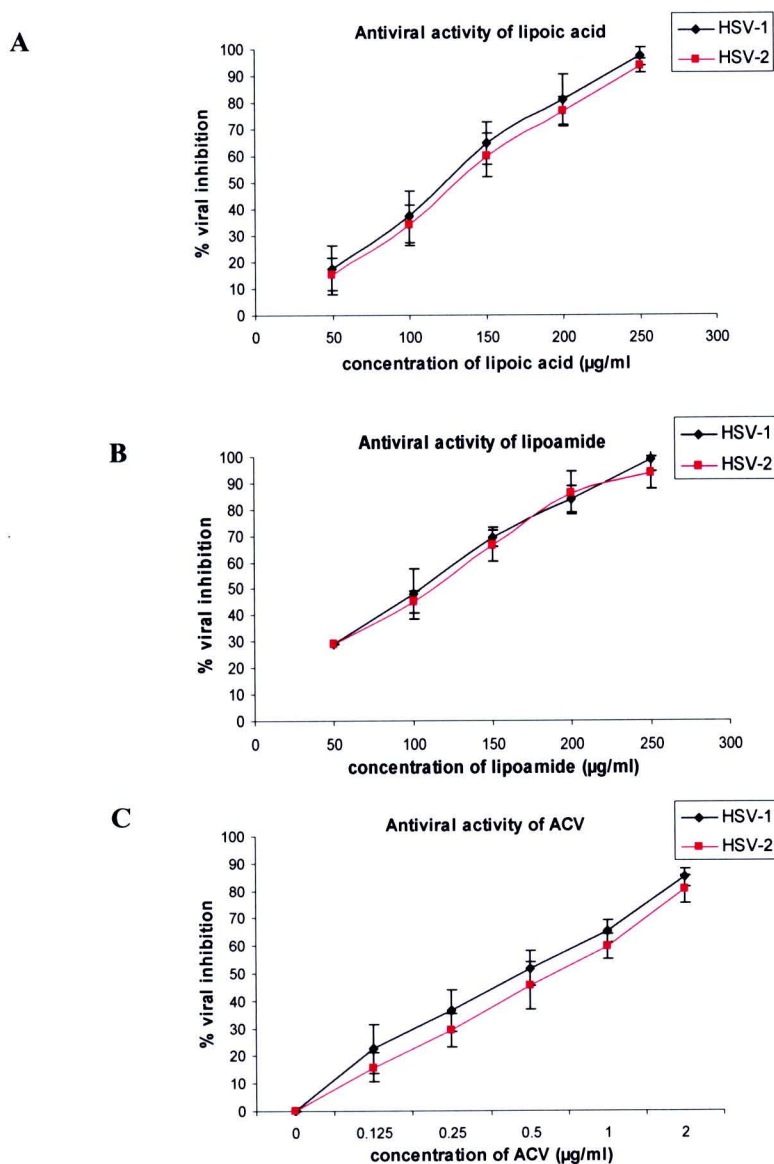 A
Antiviral activity of lipoic acid
HSV-1
HSV-2
% viral inhibition
100
90
80
70
60
50
40
30
20
10
0
0 50 100 150 200 250 300
concentration of lipoic acid (µg/ml
B
Antiviral activity of lipoamide
HSV-1
HSV-2
% viral inhibition
100
90
80
70
60
50
40
30
20
10
0
0 50 100 150 200 250 300
concentration of lipoamide (µg/ml)
C
Antiviral activity of ACV
HSV-1
HSV-2
% viral inhibition
100
90
80
70
60
50
40
30
20
10
0
0 0.125 0.25 0.5 1 2
concentration of ACV (µg/ml)